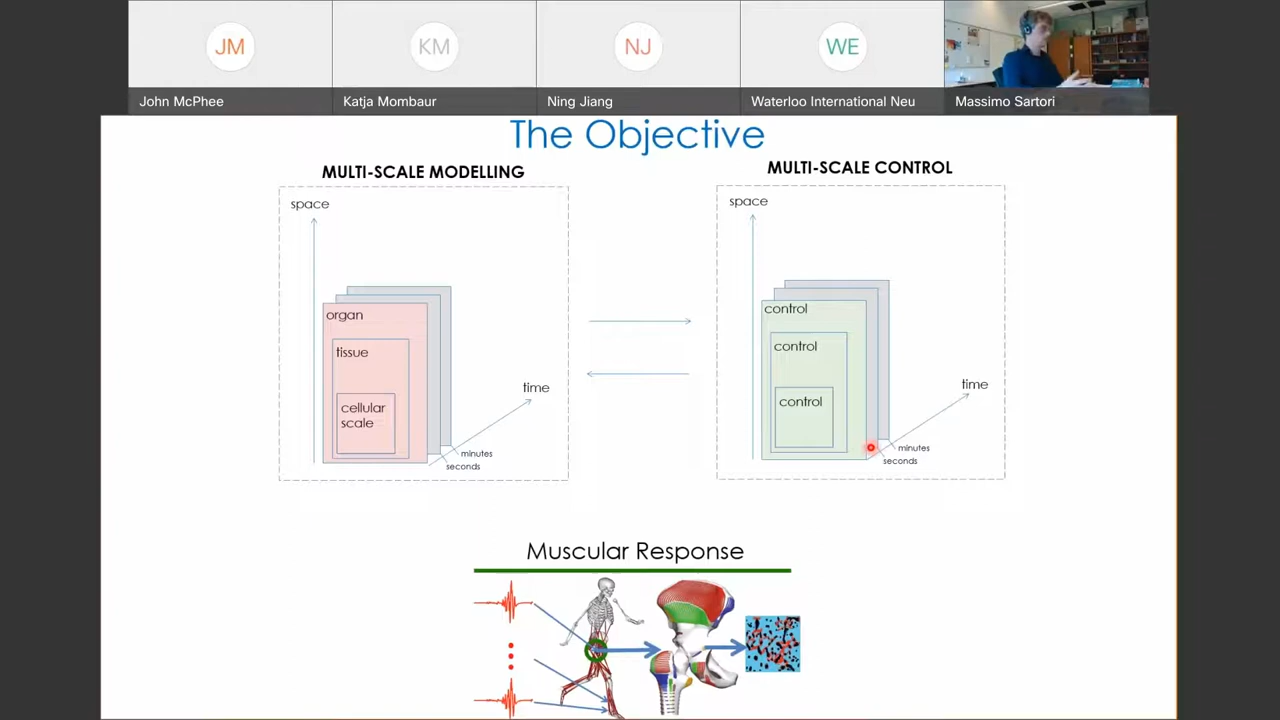 JM
KM
NJ
WE
John McPhee
Katja Mombaur
Ning Jiang
Waterloo International Neu
Massimo Sartori
The Objective
MULTI-SCALE MODELLING
space
organ
tissue
cellular
scale
time
minutes
seconds
MULTI-SCALE CONTROL
space
control
control
control
time
minutes
seconds
Muscular Response